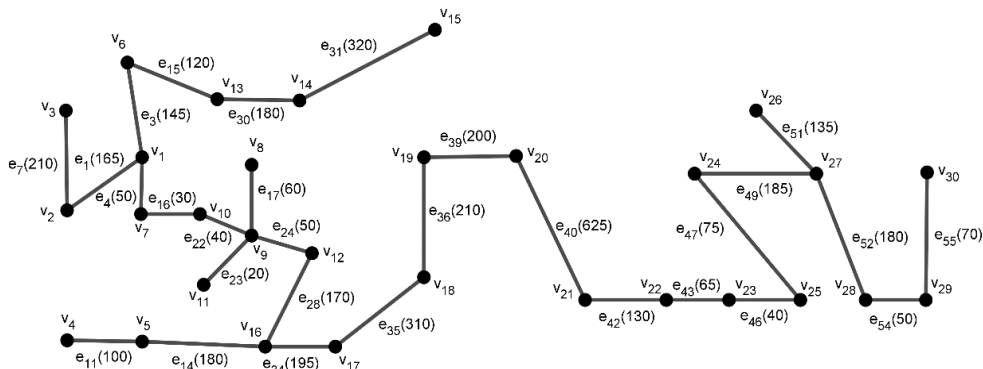 v15
v6
e31(320)
e15(120)
v13
v14
v3
e3(145)
e30(180)
v26
e51(135)
v8
e39(200)
e1(165)
v1
v19
v20
v24
v27
v30
e7(210)
e17(60)
e49(185)
e4(50)
e16(30)
v10
e36(210)
v2
v7
e24(50)
e40(625)
e47(75)
e52(180)
e55(70)
e22(40)
v9
v12
e23(20)
v18
v11
e28(170)
v21
v22
e43(65)
v23
v25
v28
v29
e42(130)
e46(40)
e54(50)
v4
v5
v16
e35(310)
e11(100)
e14(180)
(195)
v17